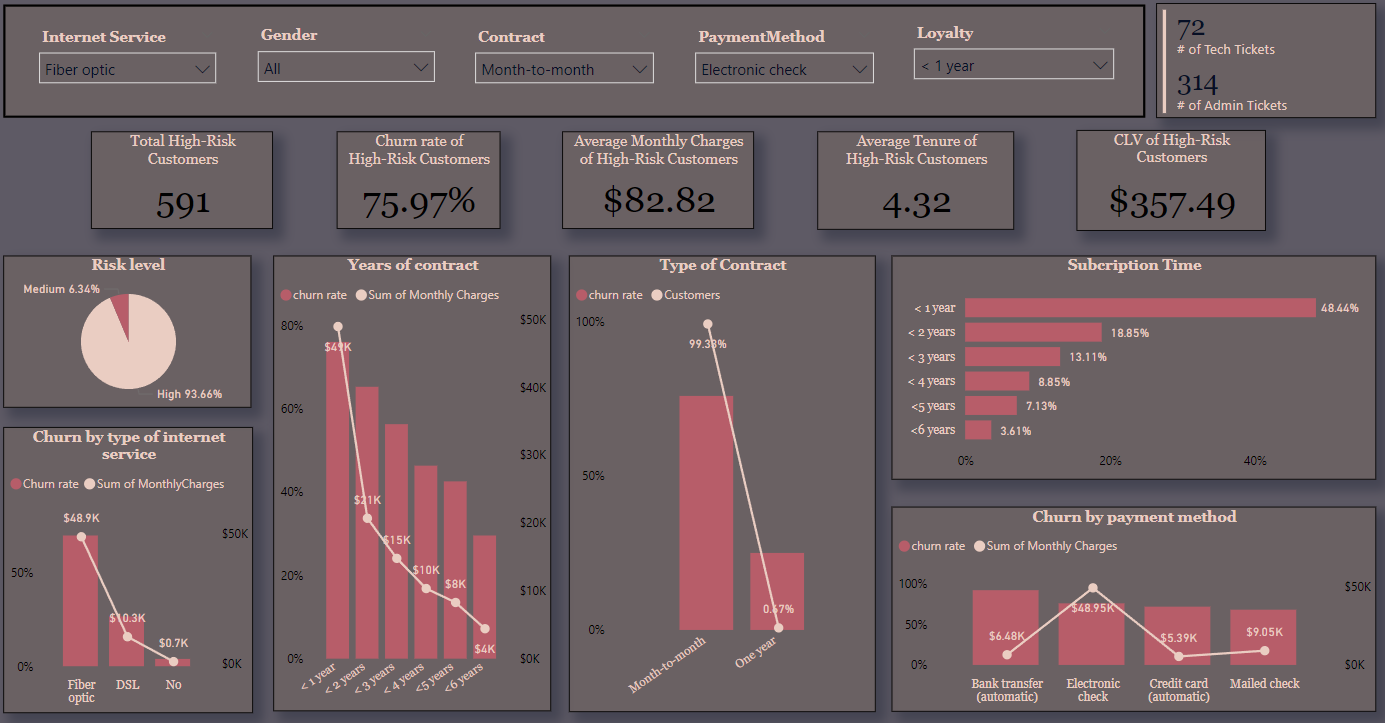 Internet Service
Fiber optic
Gender
All
Contract
Month-to-month
PaymentMethod
Electronic check
Loyalty
< 1 year
72
# of Tech Tickets
314
# of Admin Tickets
Total High-Risk
Customers
591
Churn rate of
High-Risk Customers
75.97%
Average Monthly Charges
of High-Risk Customers
$82.82
Average Tenure of
High-Risk Customers
4.32
CLV of High-Risk
Customers
$357.49
Risk level
Medium 6.34%
High 93.66%
Churn by type of internet
service
Churn rate Sum of MonthlyCharges
$48.9K
$10.3K
$0.7K
50%
0%
$50K
$0K
Fiber
optic
DSL
No
Years of contract
churn rate Sum of Monthly Charges
80%
60%
40%
20%
0%
$50K
$40K
$30K
$20K
$10K
$0K
$49K
$21K
$15K
$10K
$8K
$4K
< 1 year
< 2 years
< 3 years
< 4 years
<5 years
<6 years
Type of Contract
churn rate Customers
100%
50%
0%
99.33%
0.67%
Month-to-month
One year
Subcription Time
< 1 year 48.44%
< 2 years 18.85%
< 3 years 13.11%
< 4 years 8.85%
<5 years 7.13%
<6 years 3.61%
0% 20% 40%
Churn by payment method
churn rate Sum of Monthly Charges
100%
50%
0%
$50K
$0K
$6.48K
$48.95K
$5.39K
$9.05K
Bank transfer
(automatic)
Electronic
check
Credit card
(automatic)
Mailed check